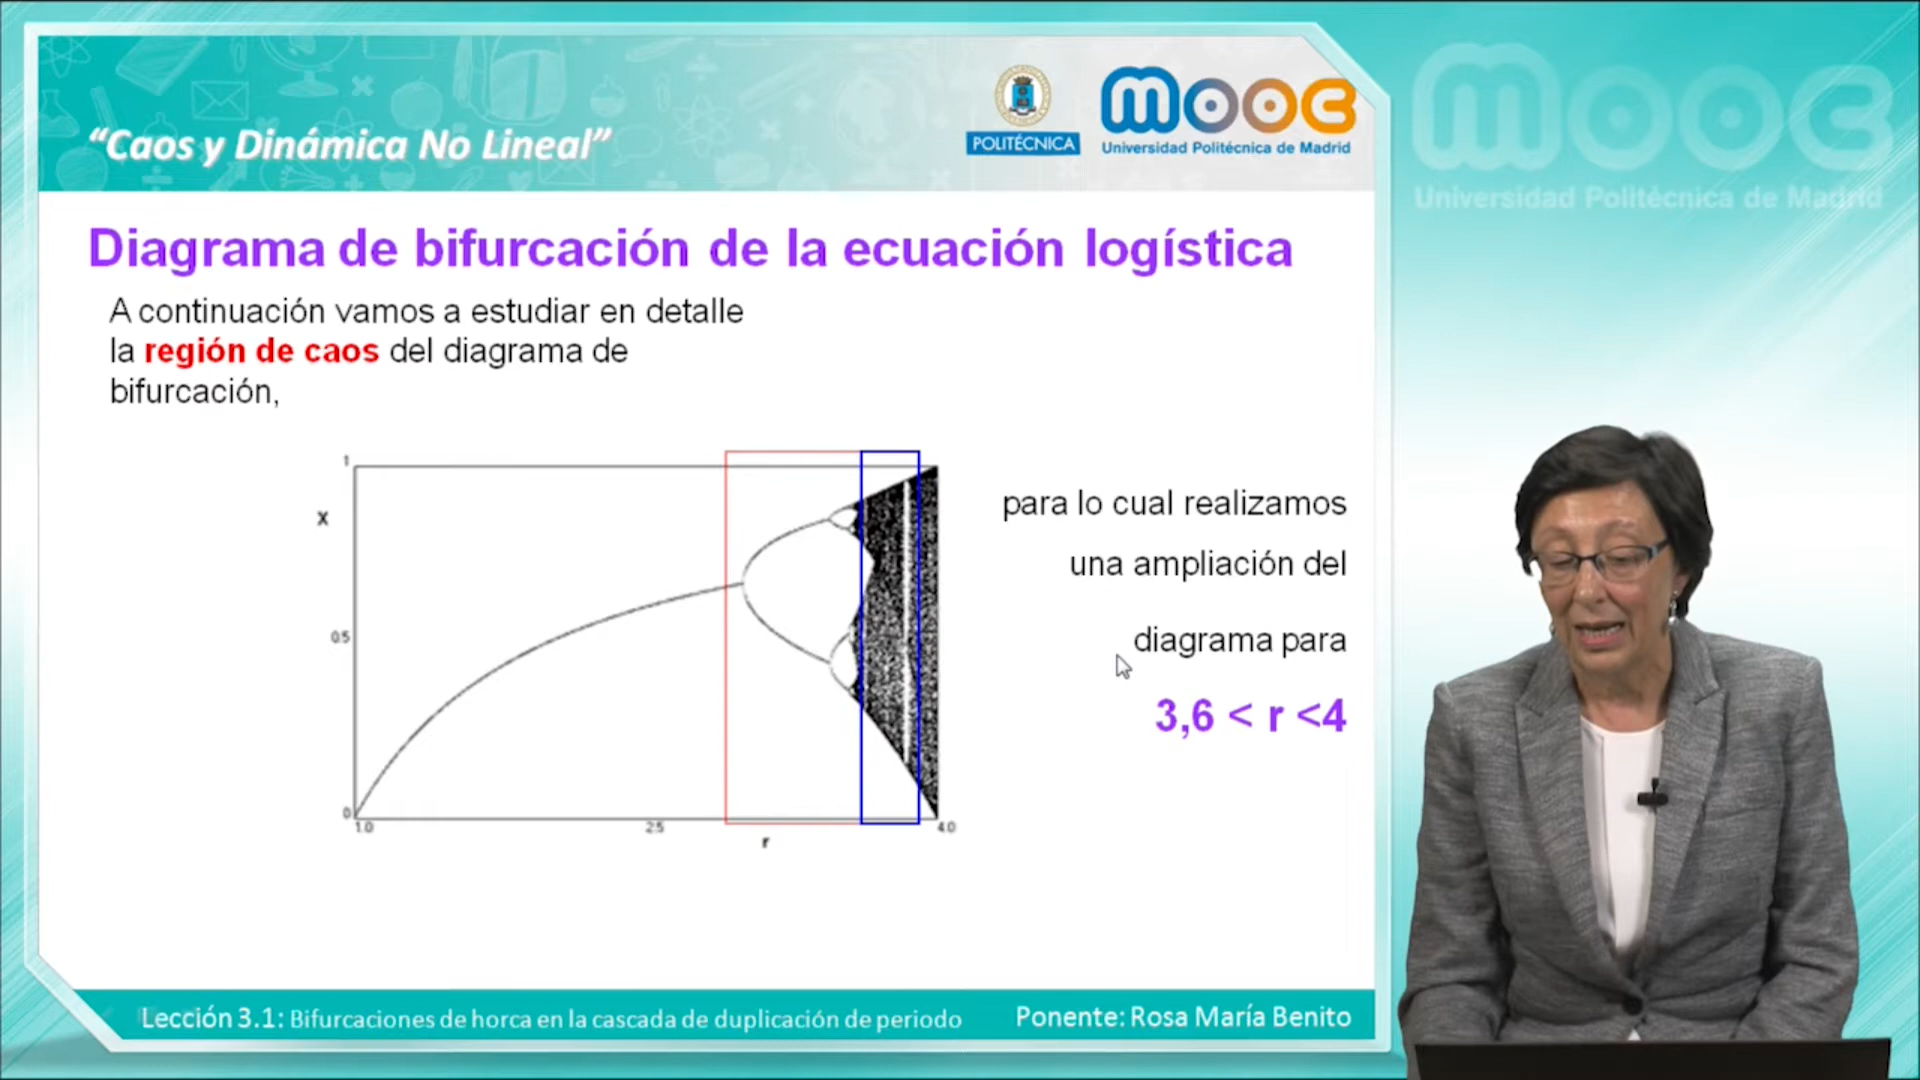 “Caos y Dinámica No Lineal”
POLITÉCNICA
mooc
Universidad Politécnica de Madrid
mooc
Universidad Politécnica de Madrid
Diagrama de bifurcación de la ecuación logística
A continuación vamos a estudiar en detalle
la región de caos del diagrama de
bifurcación,
1
X
0.5
0
1.0
2.5
4.0
r
para lo cual realizamos
una ampliación del
diagrama para
3,6 < r <4
Lección 3.1: Bifurcaciones de horca en la cascada de duplicación de periodo
Ponente: Rosa María Benito